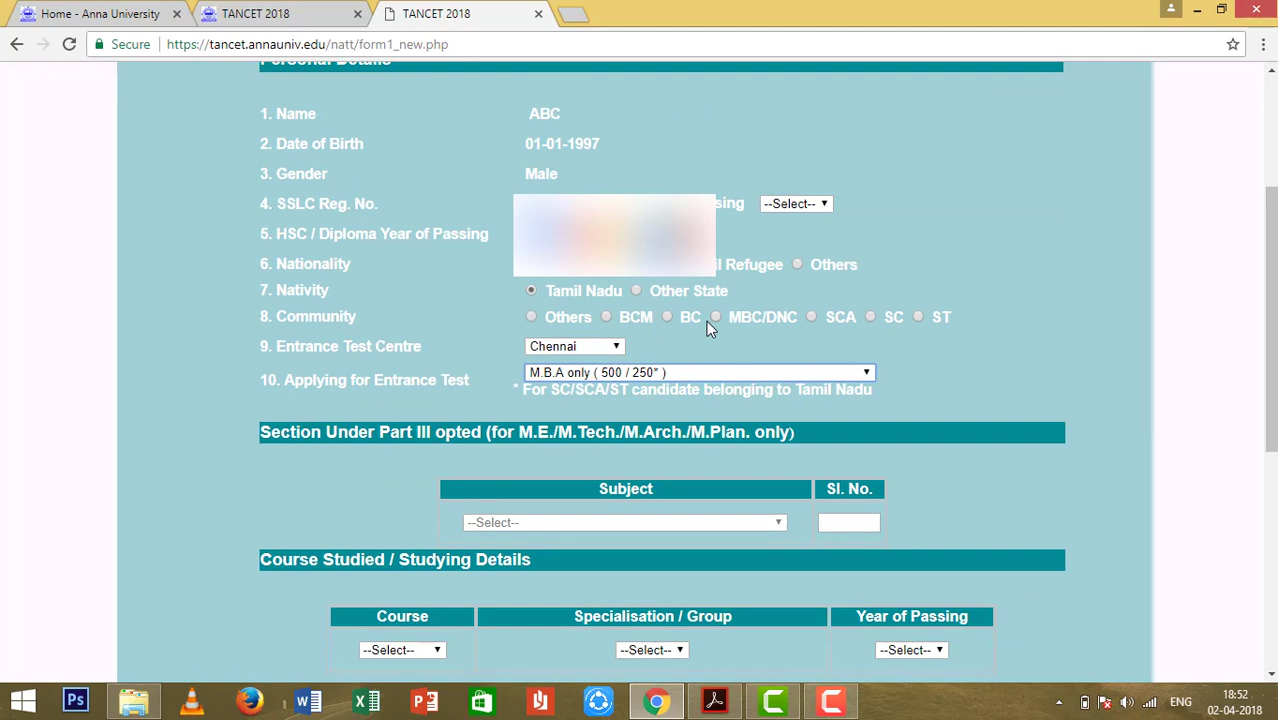 Home - Anna University
TANCET 2018
TANCET 2018
Secure
https://tancet.annauniv.edu/natt/form1_new.php
Personal Details
1. Name ABC
2. Date of Birth 01-01-1997
3. Gender Male
4. SSLC Reg. No. --Select--
5. HSC / Diploma Year of Passing
6. Nationality Refugee Others
7. Nativity Tamil Nadu Other State
8. Community Others BCM BC MBC/DNC SCA SC ST
9. Entrance Test Centre Chennai
10. Applying for Entrance Test M.B.A only ( 500 / 250* )
* For SC/SCA/ST candidate belonging to Tamil Nadu
Section Under Part III opted (for M.E./M.Tech./M.Arch./M.Plan. only)
Subject Sl. No.
--Select--
Course Studied / Studying Details
Course Specialisation / Group Year of Passing
--Select-- --Select-- --Select--
ENG
18:52
02-04-2018